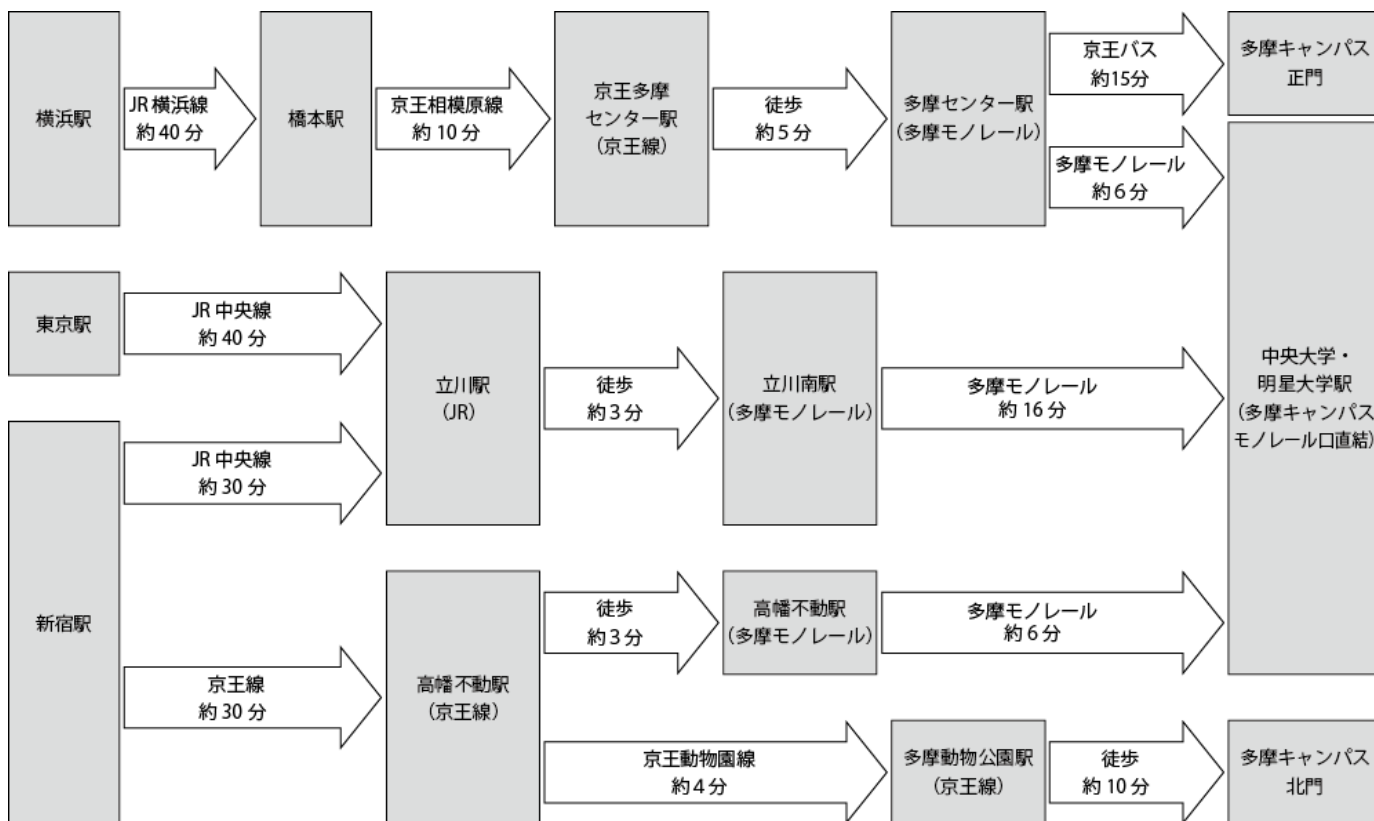 横浜駅
JR 横浜線
約 40 分
橋本駅
京王相模原線
約 10 分
京王多摩
センター駅
(京王線)
徒歩
約 5 分
多摩センター駅
(多摩モノレール)
京王バス
約15分
多摩キャンパス
正門
多摩モノレール
約 6 分
東京駅
JR 中央線
約 40 分
立川駅
(JR)
徒歩
約 3 分
立川南駅
(多摩モノレール)
多摩モノレール
約 16 分
中央大学・
明星大学駅
(多摩キャンパス
モノレール口直結)
新宿駅
JR 中央線
約 30 分
京王線
約 30 分
高幡不動駅
(京王線)
徒歩
約 3 分
高幡不動駅
(多摩モノレール)
多摩モノレール
約 6 分
京王動物園線
約 4 分
多摩動物公園駅
(京王線)
徒歩
約 10 分
多摩キャンパス
北門